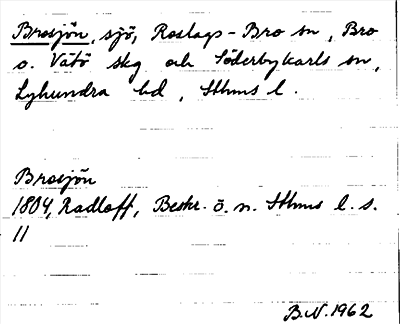 Brosjön, sjö, Roslags-Bro sn, Bro
o. Vätö skg och Söderbykarls sn,
Lyhundra hd, Sthms l.
Brosjön
1804, Radloff, Beskr. ö. n. Sthms l. s.
11
B.N. 1962